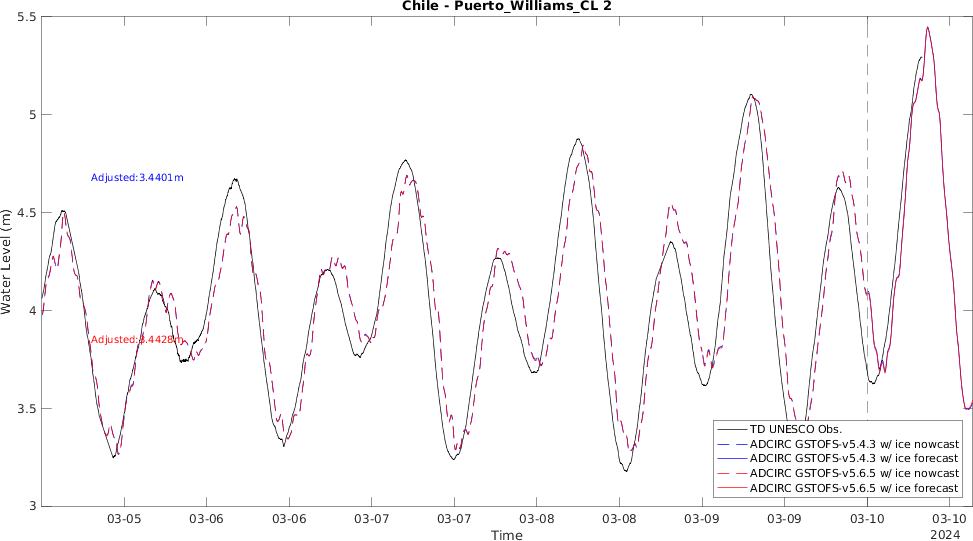 Chile - Puerto_Williams_CL 2
5.5
5
4.5
4
3.5
3
Water Level (m)
Adjusted:3.4401m
Adjusted:3.4428m
TD UNESCO Obs.
ADCIRC GSTOFS-v5.4.3 w/ ice nowcast
ADCIRC GSTOFS-v5.4.3 w/ ice forecast
ADCIRC GSTOFS-v5.6.5 w/ ice nowcast
ADCIRC GSTOFS-v5.6.5 w/ ice forecast
03-05 03-06 03-06 03-07 03-07 03-08 03-08 03-09 03-09 03-10 03-10
2024
Time